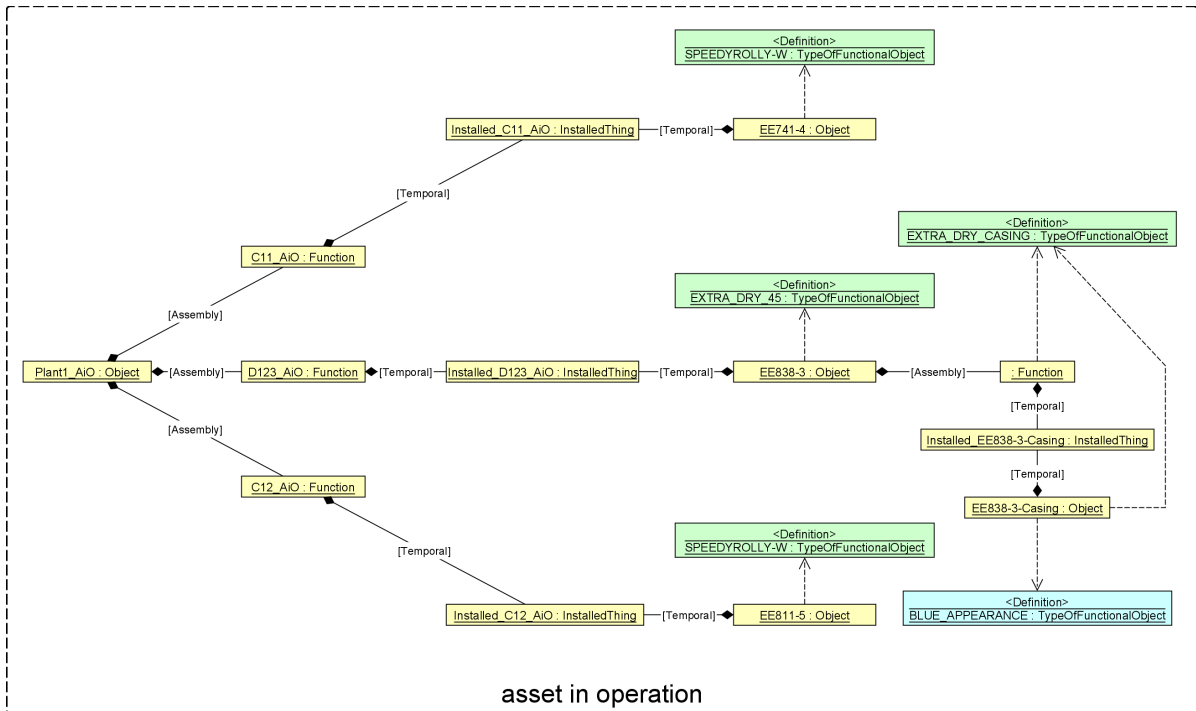 <Definition>
SPEEDYROLLY-W : TypeOfFunctionalObject
Installed_C11_AiO : InstalledThing
[Temporal]
EE741-4 : Object
[Temporal]
<Definition>
EXTRA_DRY_CASING : TypeOfFunctionalObject
C11_AiO : Function
<Definition>
EXTRA_DRY_45 : TypeOfFunctionalObject
[Assembly]
Plant1_AiO : Object
[Assembly]
D123_AiO : Function
[Temporal]
Installed_D123_AiO : InstalledThing
[Temporal]
EE838-3 : Object
[Assembly]
: Function
[Temporal]
[Assembly]
Installed_EE838-3-Casing : InstalledThing
[Temporal]
C12_AiO : Function
EE838-3-Casing : Object
<Definition>
SPEEDYROLLY-W : TypeOfFunctionalObject
[Temporal]
<Definition>
BLUE_APPEARANCE : TypeOfFunctionalObject
Installed_C12_AiO : InstalledThing
[Temporal]
EE811-5 : Object
asset in operation